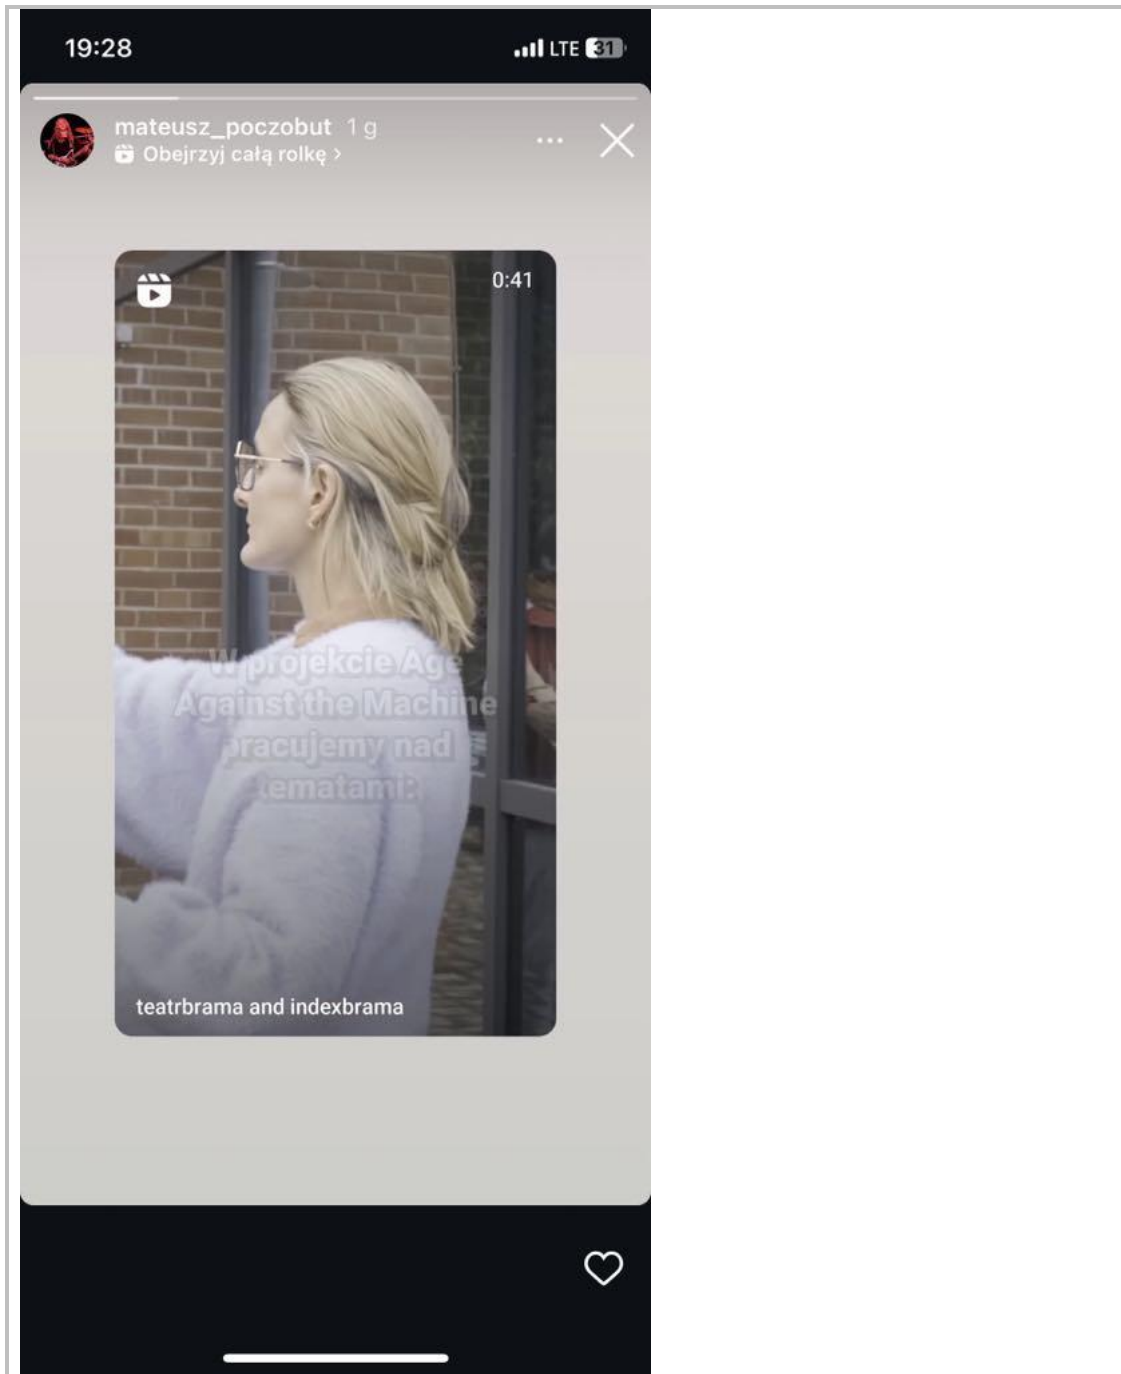 19:28
LTE 31
mateusz_poczobut 1 g
Obejrzyj całą rolkę >
0:41
W projekcie Age
Against the Machine
pracujemy nad
tematami:
teatrbrama and indexbrama